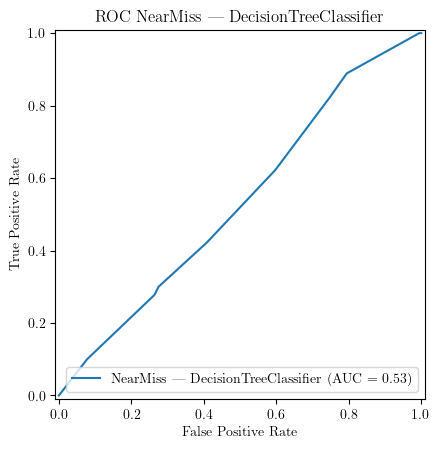 ROC NearMiss — DecisionTreeClassifier
1.0
0.8
0.6
0.4
0.2
0.0
True Positive Rate
NearMiss — DecisionTreeClassifier (AUC = 0.53)
0.0 0.2 0.4 0.6 0.8 1.0
False Positive Rate